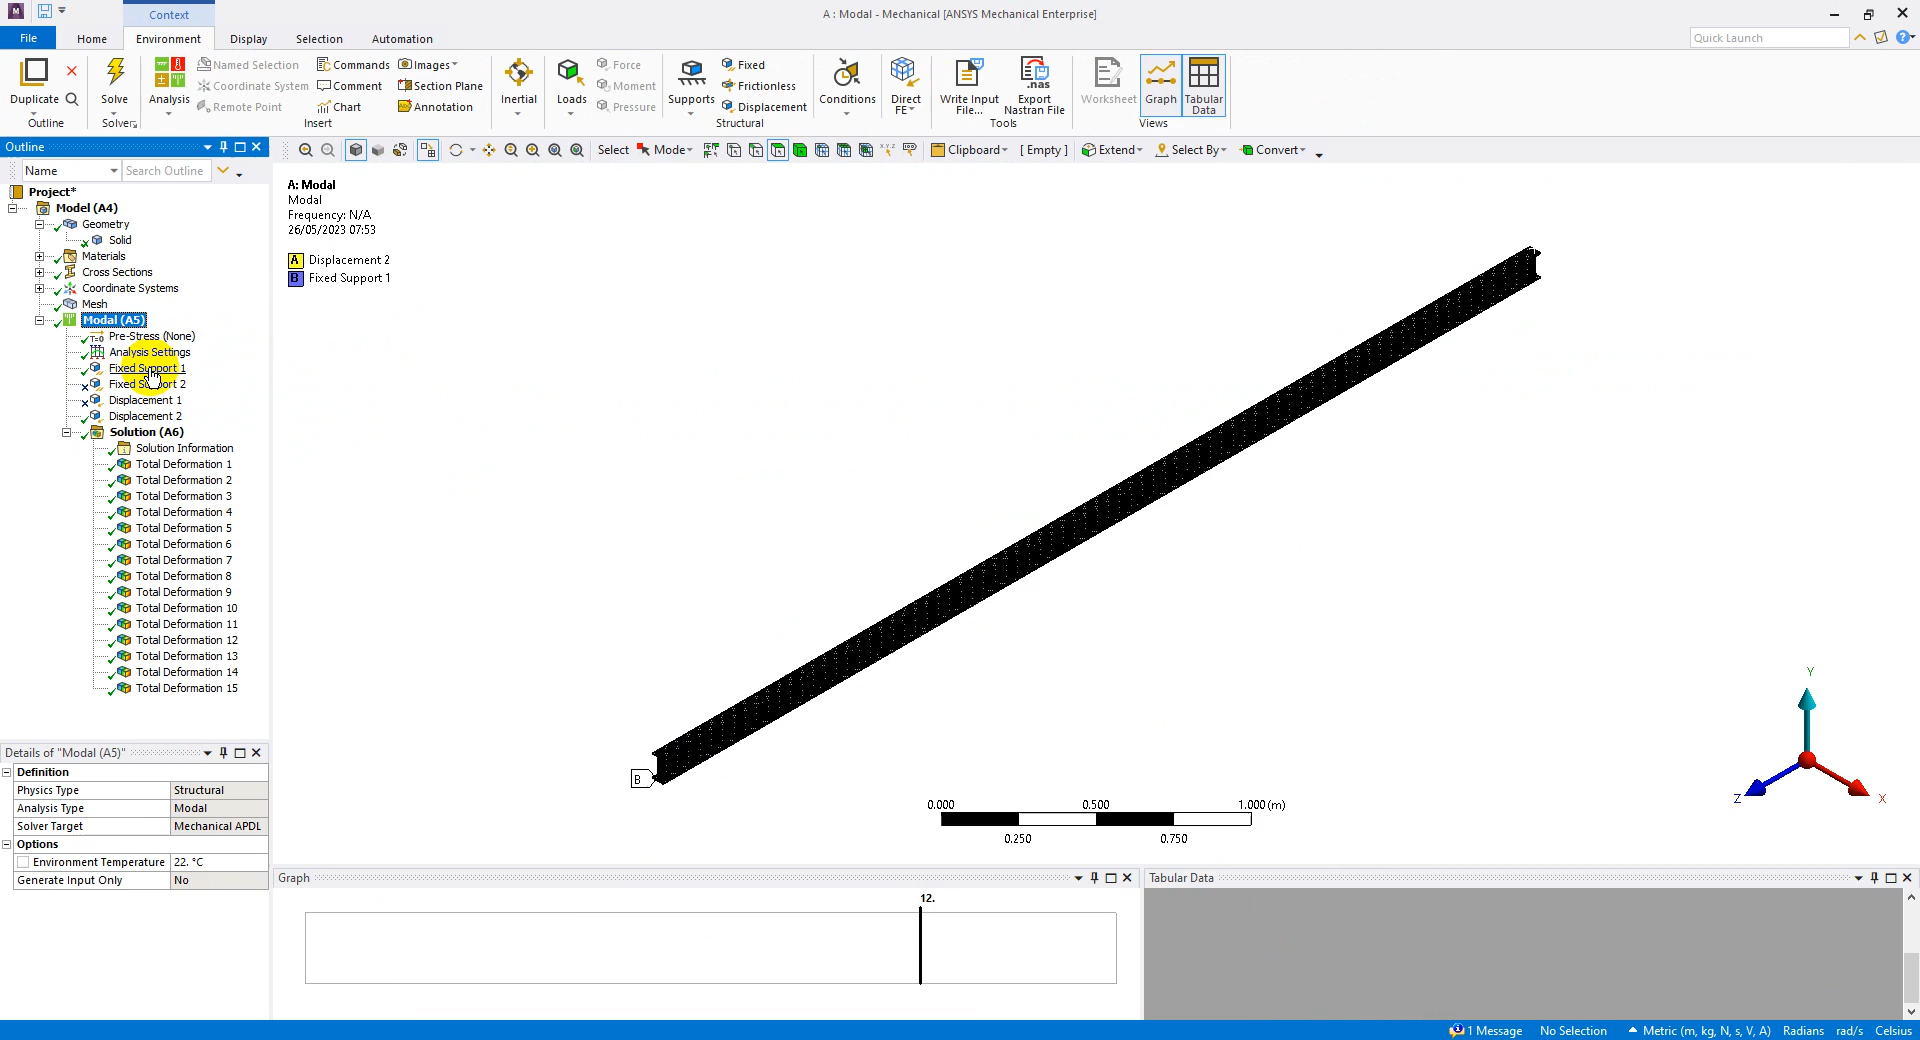 Context
A : Modal - Mechanical [ANSYS Mechanical Enterprise]
File
Home
Environment
Display
Selection
Automation
Quick Launch
Duplicate
Outline
Solve
Solver
Analysis
Named Selection
Coordinate System
Remote Point
Commands
Comment
Chart
Images
Section Plane
Annotation
Insert
Inertial
Loads
Force
Moment
Pressure
Supports
Fixed
Frictionless
Displacement
Structural
Conditions
Direct
FE
Write Input
File...
Export
Nastran File
Tools
Worksheet
Graph
Tabular
Data
Views
Outline
Name
Search Outline
Select
Mode
Clipboard
[ Empty ]
Extend
Select By
Convert
Project*
Model (A4)
Geometry
Solid
Materials
Cross Sections
Coordinate Systems
Mesh
Modal (A5)
Pre-Stress (None)
Analysis Settings
Fixed Support 1
Fixed Support 2
Displacement 1
Displacement 2
Solution (A6)
Solution Information
Total Deformation 1
Total Deformation 2
Total Deformation 3
Total Deformation 4
Total Deformation 5
Total Deformation 6
Total Deformation 7
Total Deformation 8
Total Deformation 9
Total Deformation 10
Total Deformation 11
Total Deformation 12
Total Deformation 13
Total Deformation 14
Total Deformation 15
A: Modal
Modal
Frequency: N/A
26/05/2023 07:53
A Displacement 2
B Fixed Support 1
B
Y
Z
X
0.000 0.500 1.000 (m)
0.250 0.750
Details of "Modal (A5)"
Definition
Physics Type Structural
Analysis Type Modal
Solver Target Mechanical APDL
Options
Environment Temperature 22. °C
Generate Input Only No
Graph
12.
Tabular Data
1 Message
No Selection
Metric (m, kg, N, s, V, A)
Radians
rad/s
Celsius